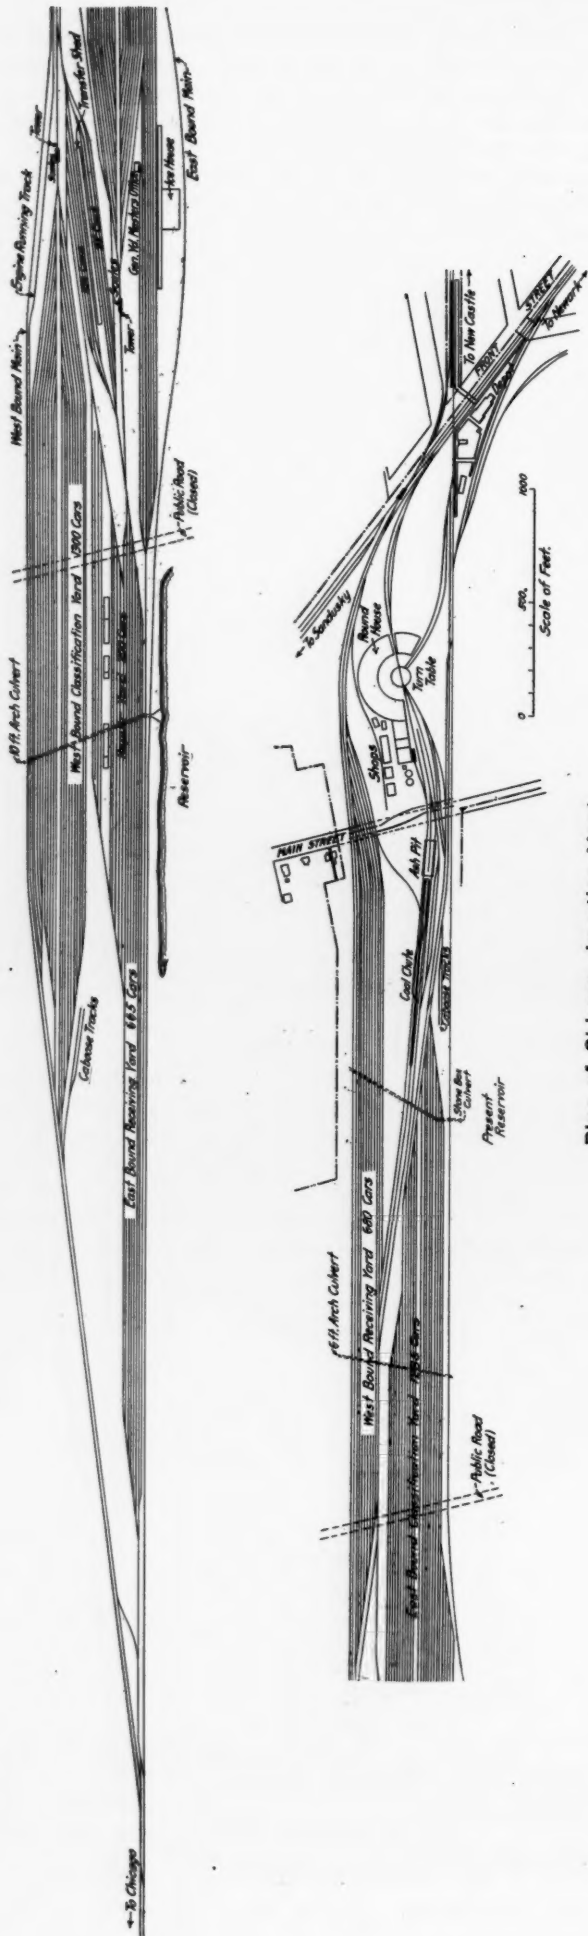 To Chicago
Caboose Tracks
East Bound Receiving Yard 665 Cars
10 ft. Arch Culvert
West Bound Classification Yard 1300 Cars
Reservoir
Public Road
(Closed)
West Bound Main
Engine Running Track
Tower
Scales
Transfer Shed
Tower
Scales
Gen. Yd. Masters Office
Ice House
East Bound Main
East Bound Classification Yard
Public Road
(Closed)
6 ft. Arch Culvert
West Bound Receiving Yard 680 Cars
Stone Box
Culvert
Present
Reservoir
Coal Chute
Caboose Tracks
Ash Pit
MAIN STREET
Shops
Round
House
Turn
Table
To Sandusky
FRONT STREET
Depot
To New Castle
To Newark
0 500 1000
Scale of Feet.